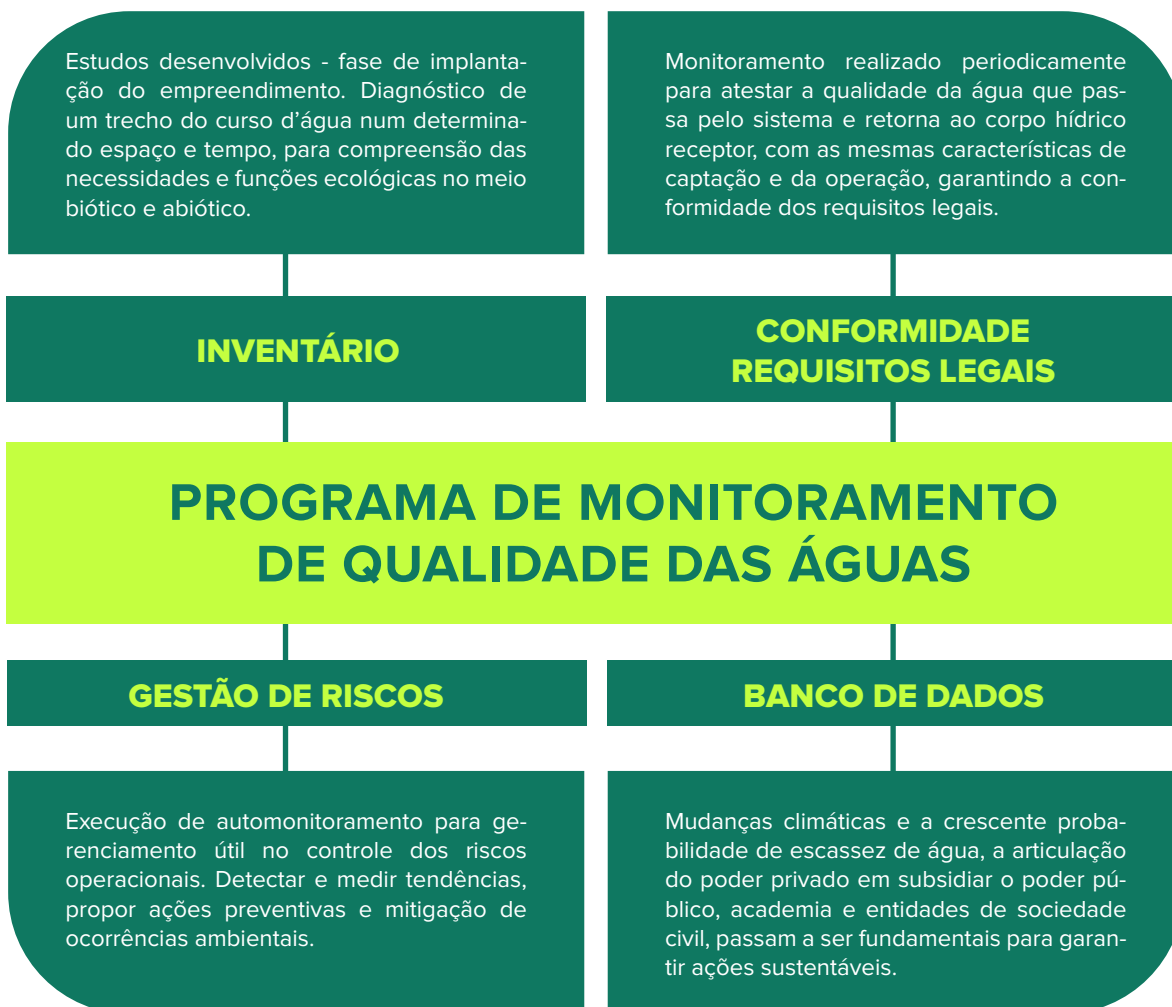 Estudos desenvolvidos - fase de implanta-
ção do empreendimento. Diagnóstico de
um trecho do curso d’água num determina-
do espaço e tempo, para compreensão das
necessidades e funções ecológicas no meio
biótico e abiótico.
Monitoramento realizado periodicamente
para atestar a qualidade da água que pas-
sa pelo sistema e retorna ao corpo hídrico
receptor, com as mesmas características de
captação e da operação, garantindo a con-
formidade dos requisitos legais.
INVENTÁRIO
CONFORMIDADE
REQUISITOS LEGAIS
PROGRAMA DE MONITORAMENTO
DE QUALIDADE DAS ÁGUAS
GESTÃO DE RISCOS
BANCO DE DADOS
Execução de automonitoramento para ge-
renciamento útil no controle dos riscos
operacionais. Detectar e medir tendências,
propor ações preventivas e mitigação de
ocorrências ambientais.
Mudanças climáticas e a crescente proba-
bilidade de escassez de água, a articulação
do poder privado em subsidiar o poder pú-
blico, academia e entidades de sociedade
civil, passam a ser fundamentais para garan-
tir ações sustentáveis.